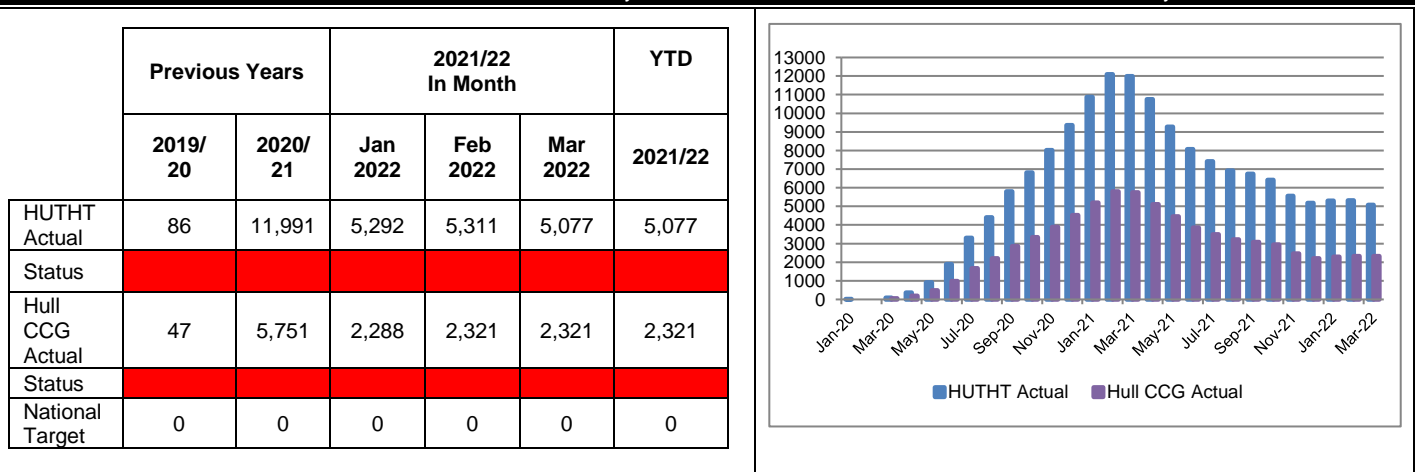 Previous Years
2021/22
In Month
YTD
2019/
20
2020/
21
Jan
2022
Feb
2022
Mar
2022
2021/22
HUTHT
Actual
86
11,991
5,292
5,311
5,077
5,077
Status
Hull
CCG
Actual
47
5,751
2,288
2,321
2,321
2,321
Status
National
Target
0
0
0
0
0
0
13000
12000
11000
10000
9000
8000
7000
6000
5000
4000
3000
2000
1000
0
Jan-20
Mar-20
May-20
Jul-20
Sep-20
Nov-20
Jan-21
Mar-21
May-21
Jul-21
Sep-21
Nov-21
Jan-22
Mar-22
HUTHT Actual
Hull CCG Actual